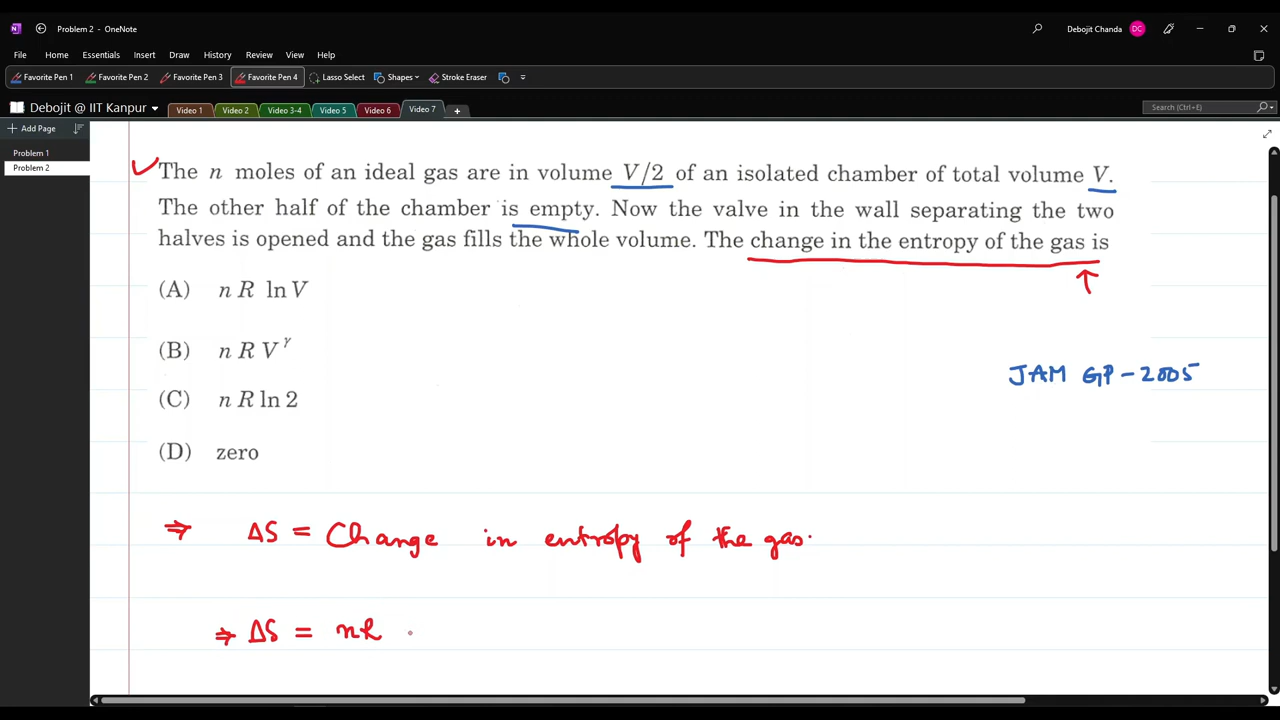 Problem 2 - OneNote
Debojit Chanda DC
File Home Essentials Insert Draw History Review View Help
Favorite Pen 1 Favorite Pen 2 Favorite Pen 3 Favorite Pen 4 Lasso Select Shapes Stroke Eraser
Debojit @ IIT Kanpur Video 1 Video 2 Video 3-4 Video 5 Video 6 Video 7 + Search (Ctrl+E)
+ Add Page
Problem 1
Problem 2
The n moles of an ideal gas are in volume V/2 of an isolated chamber of total volume V.
The other half of the chamber is empty. Now the valve in the wall separating the two
halves is opened and the gas fills the whole volume. The change in the entropy of the gas is
(A) n R ln V
(B) n R V^γ
(C) n R ln 2
(D) zero
JAM GP - 2005
⇒ ΔS = Change in entropy of the gas.
⇒ ΔS = nR